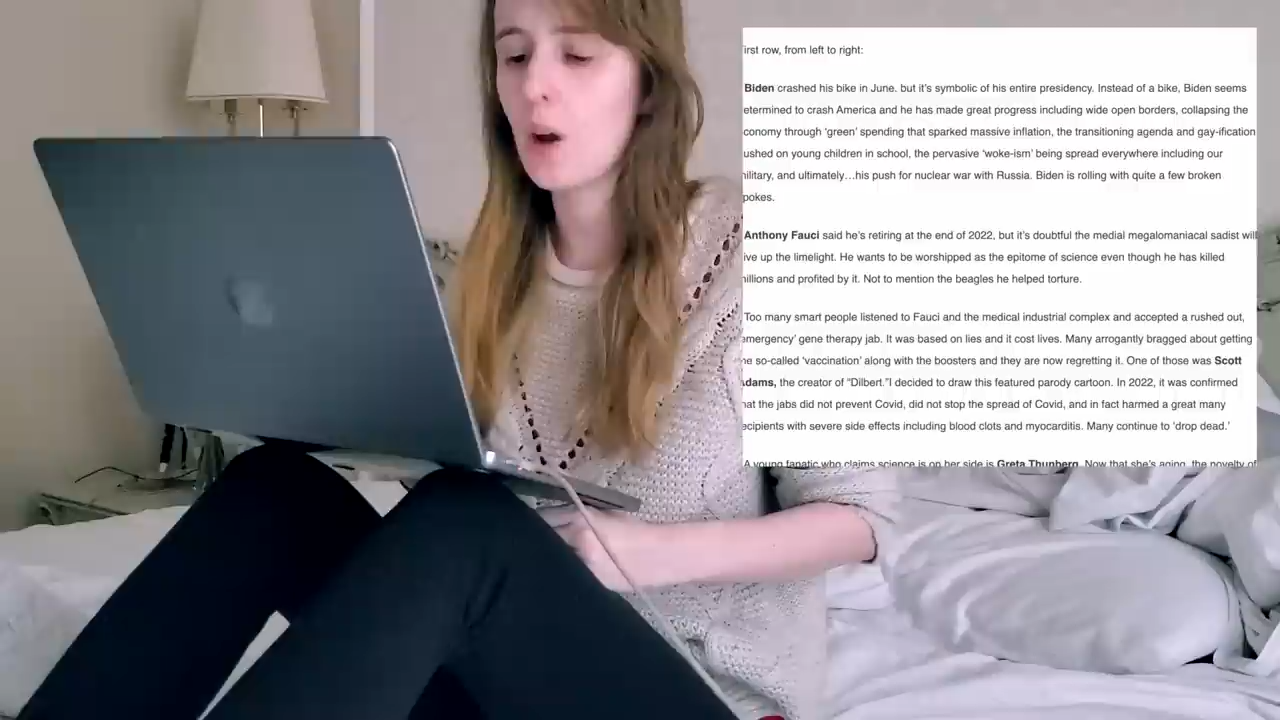 irst row, from left to right:
Biden crashed his bike in June. but it's symbolic of his entire presidency. Instead of a bike, Biden seems
etermined to crash America and he has made great progress including wide open borders, collapsing the
conomy through 'green' spending that sparked massive inflation, the transitioning agenda and gay-ification
ushed on young children in school, the pervasive 'woke-ism' being spread everywhere including our
ilitary, and ultimately…his push for nuclear war with Russia. Biden is rolling with quite a few broken
pokes.
Anthony Fauci said he's retiring at the end of 2022, but it's doubtful the medial megalomaniacal sadist will
ive up the limelight. He wants to be worshipped as the epitome of science even though he has killed
illions and profited by it. Not to mention the beagles he helped torture.
Too many smart people listened to Fauci and the medical industrial complex and accepted a rushed out,
emergency' gene therapy jab. It was based on lies and it cost lives. Many arrogantly bragged about getting
he so-called 'vaccination' along with the boosters and they are now regretting it. One of those was Scott
dams, the creator of "Dilbert."I decided to draw this featured parody cartoon. In 2022, it was confirmed
hat the jabs did not prevent Covid, did not stop the spread of Covid, and in fact harmed a great many
ecipients with severe side effects including blood clots and myocarditis. Many continue to 'drop dead.'
A young fanatic who claims science is on her side is Greta Thunberg. Now that she's aging, the novelty of